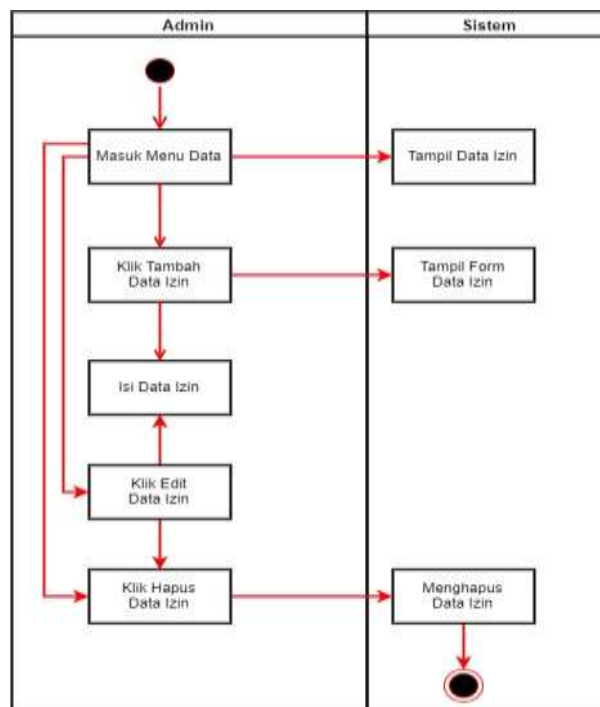 Admin
Sistem
Masuk Menu Data
Tampil Data Izin
Klik Tambah
Data Izin
Tampil Form
Data Izin
Isi Data Izin
Klik Edit
Data Izin
Klik Hapus
Data Izin
Menghapus
Data Izin